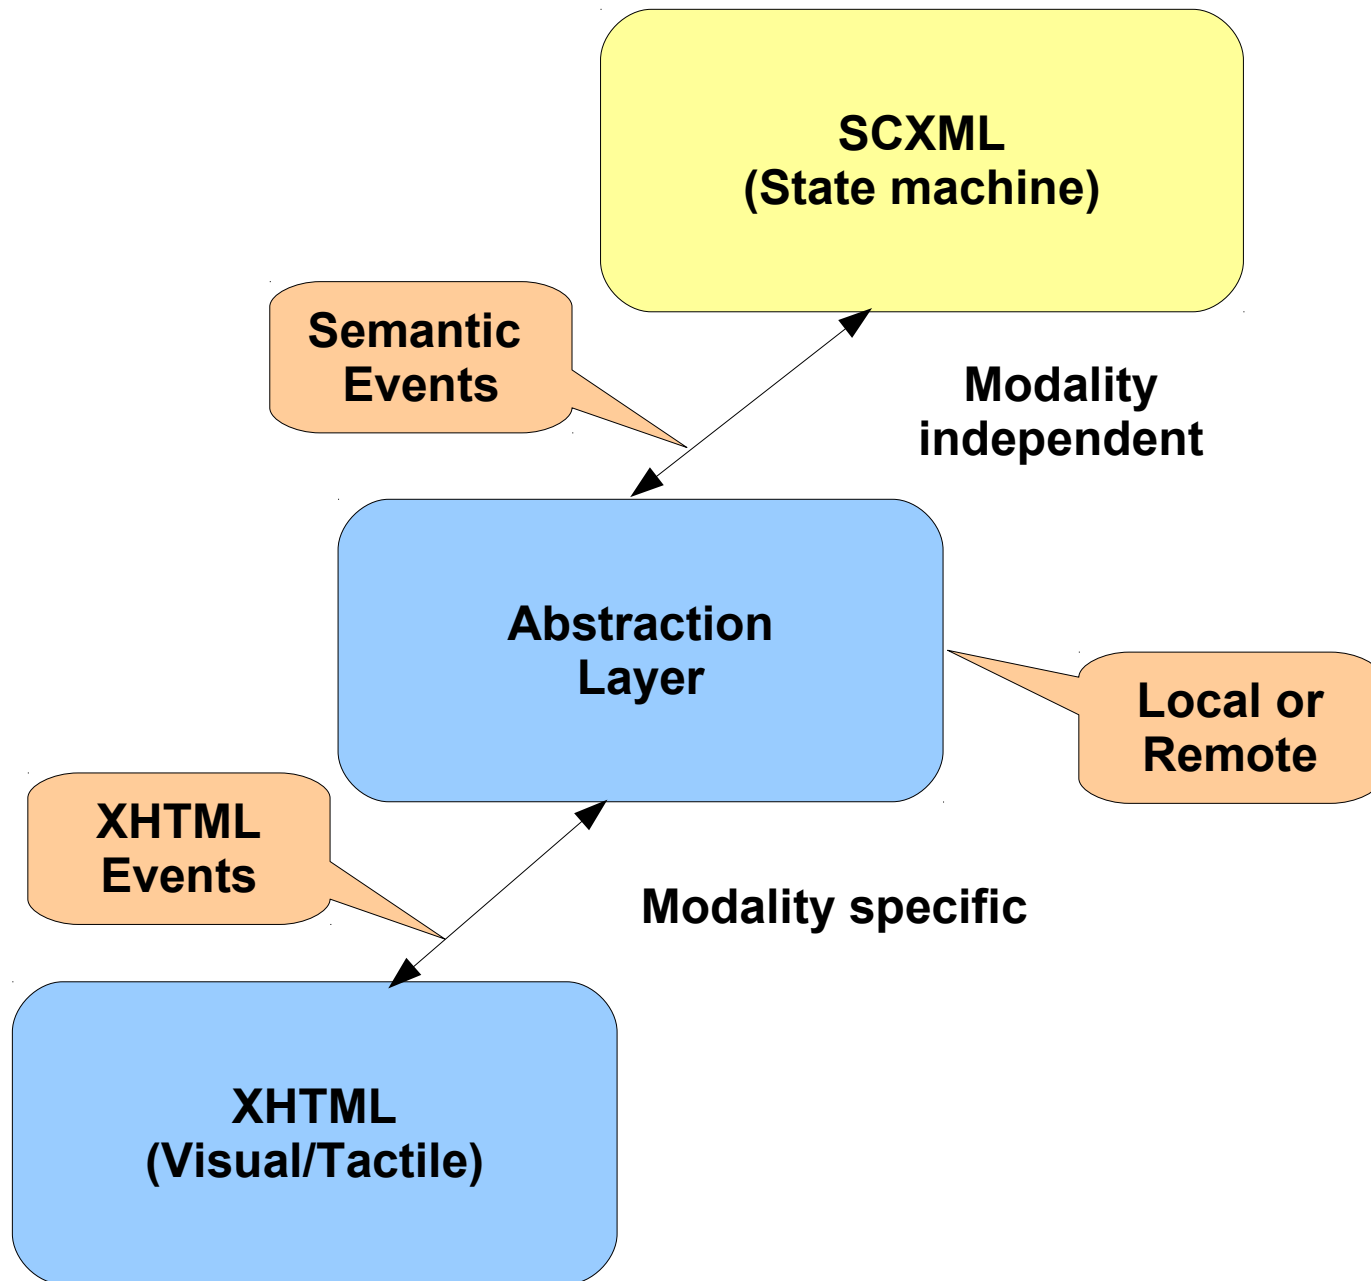 SCXML
(State machine)
Semantic
Events
Modality
independent
Abstraction
Layer
Local or
Remote
XHTML
Events
Modality specific
XHTML
(Visual/Tactile)